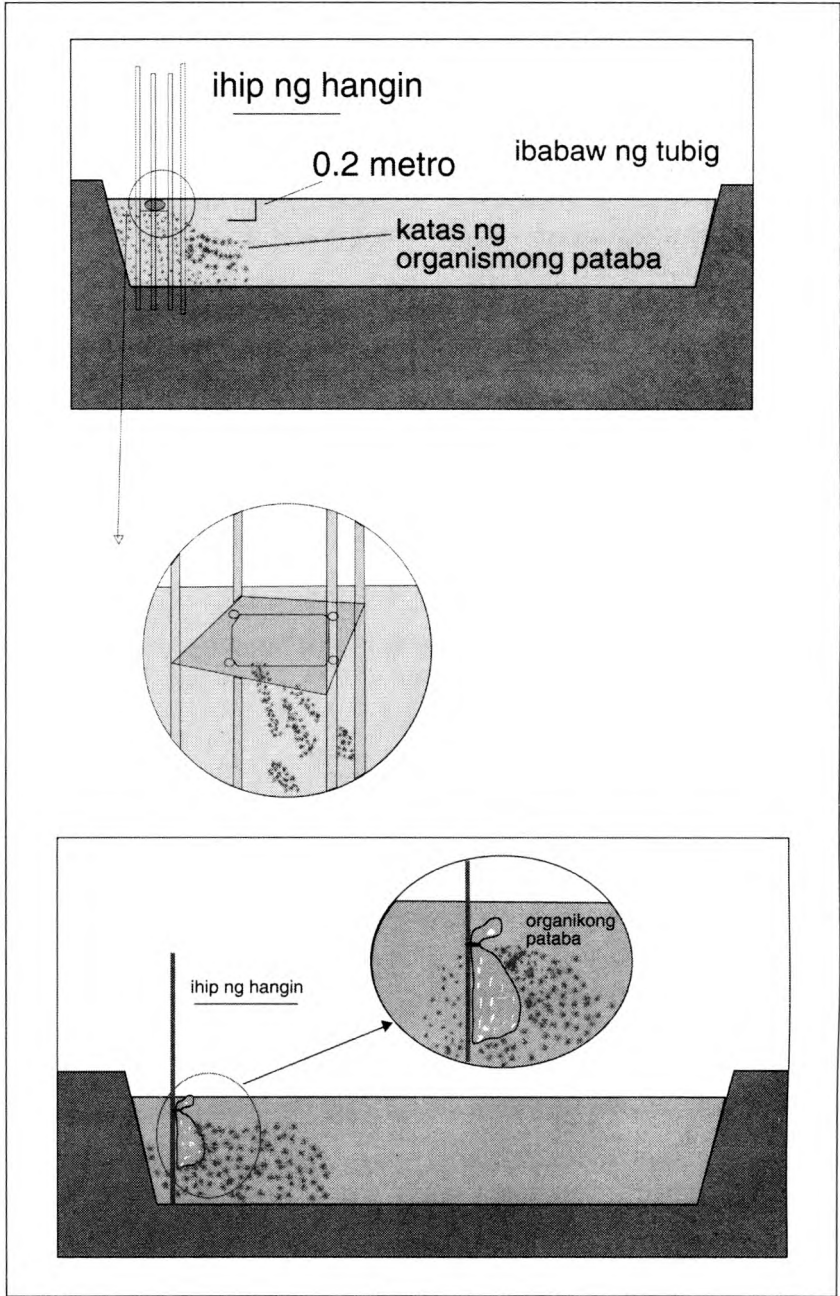 ihip ng hangin
0.2 metro
ibabaw ng tubig
katas ng
organismong pataba
organikong
pataba
ihip ng hangin